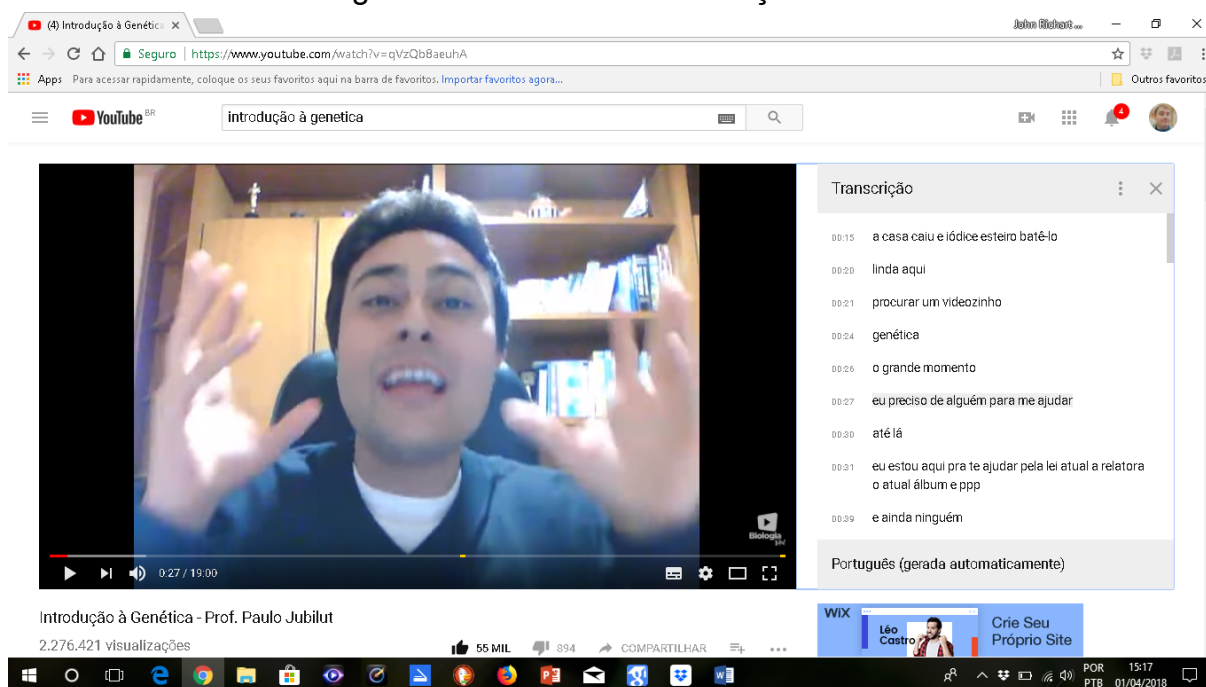 (4) Introdução à Genétic
John Richart ...
Seguro | https://www.youtube.com/watch?v=qVzQbBaeuhA
Apps Para acessar rapidamente, coloque os seus favoritos aqui na barra de favoritos. Importar favoritos agora...
Outros favoritos
YouTube BR
introdução à genetica
4
Transcrição
00:15 a casa caiu e iódice esteiro batê-lo
00:20 linda aqui
00:21 procurar um videozinho
00:24 genética
00:26 o grande momento
00:27 eu preciso de alguém para me ajudar
00:30 até lá
00:31 eu estou aqui pra te ajudar pela lei atual a relatora
o atual álbum e ppp
00:39 e ainda ninguém
Português (gerada automaticamente)
Biologia
0:27 / 19:00
Introdução à Genética - Prof. Paulo Jubilut
2.276.421 visualizações
55 MIL 894 COMPARTILHAR
WiX
Léo
Castro
Crie Seu
Próprio Site
POR
PTB
15:17
01/04/2018